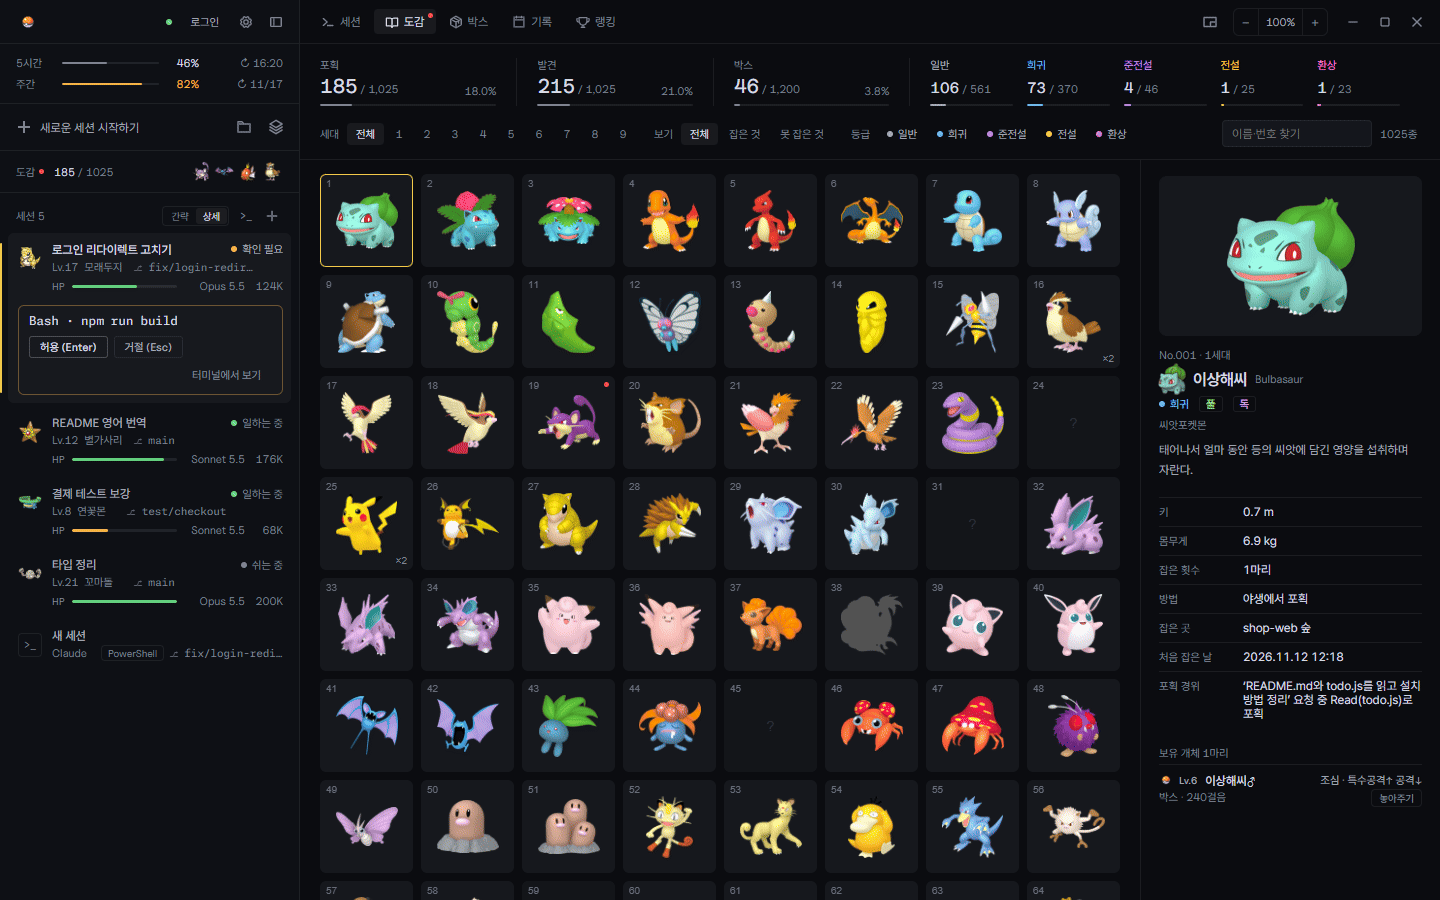 로그인
5시간 46% 16:20
주간 82% 11/17
새로운 세션 시작하기
도감 185 / 1025
세션 5 간략 상세 >_ +
로그인 리다이렉트 고치기 확인 필요
Lv.17 모래두지 fix/login-redir…
HP Opus 5.5 124K
Bash · npm run build
허용 (Enter) 거절 (Esc)
터미널에서 보기
README 영어 번역 일하는 중
Lv.12 별가사리 main
HP Sonnet 5.5 176K
결제 테스트 보강 일하는 중
Lv.8 연꽃몬 test/checkout
HP Sonnet 5.5 68K
타입 정리 쉬는 중
Lv.21 꼬마돌 main
HP Opus 5.5 200K
>_ 새 세션
Claude PowerShell fix/login-redi…
세션 도감 박스 기록 랭킹
− 100% +
포획 발견 박스 일반 희귀 준전설 전설 환상
185 / 1,025 18.0% 215 / 1,025 21.0% 46 / 1,200 3.8% 106 / 561 73 / 370 4 / 46 1 / 25 1 / 23
세대 전체 1 2 3 4 5 6 7 8 9 보기 전체 잡은 것 못 잡은 것 등급 일반 희귀 준전설 전설 환상 이름·번호 찾기 1025종
1 2 3 4 5 6 7 8
9 10 11 12 13 14 15 16
×2
17 18 19 20 21 22 23 24
?
25 26 27 28 29 30 31 32
?
×2
33 34 35 36 37 38 39 40
41 42 43 44 45 46 47 48
?
49 50 51 52 53 54 55 56
57 58 59 60 61 62 63 64
No.001 · 1세대
이상해씨 Bulbasaur
희귀 풀 독
씨앗포켓몬
태어나서 얼마 동안 등의 씨앗에 담긴 영양을 섭취하며
자란다.
키 0.7 m
몸무게 6.9 kg
잡은 횟수 1마리
방법 야생에서 포획
잡은 곳 shop-web 숲
처음 잡은 날 2026.11.12 12:18
포획 경위 ‘README.md와 todo.js를 읽고 설치
방법 정리’ 요청 중 Read(todo.js)로
포획
보유 개체 1마리
Lv.6 이상해씨♂ 조심 · 특수공격↑ 공격↓
박스 · 240걸음 놓아주기